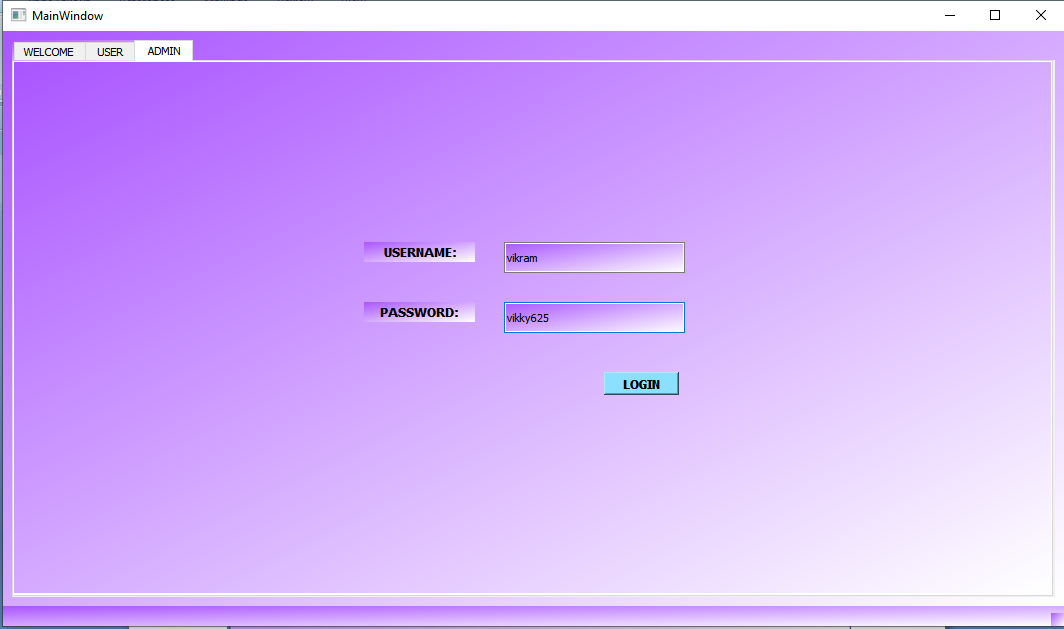 MainWindow
WELCOME USER ADMIN
USERNAME: vikram
PASSWORD: vikky625
LOGIN